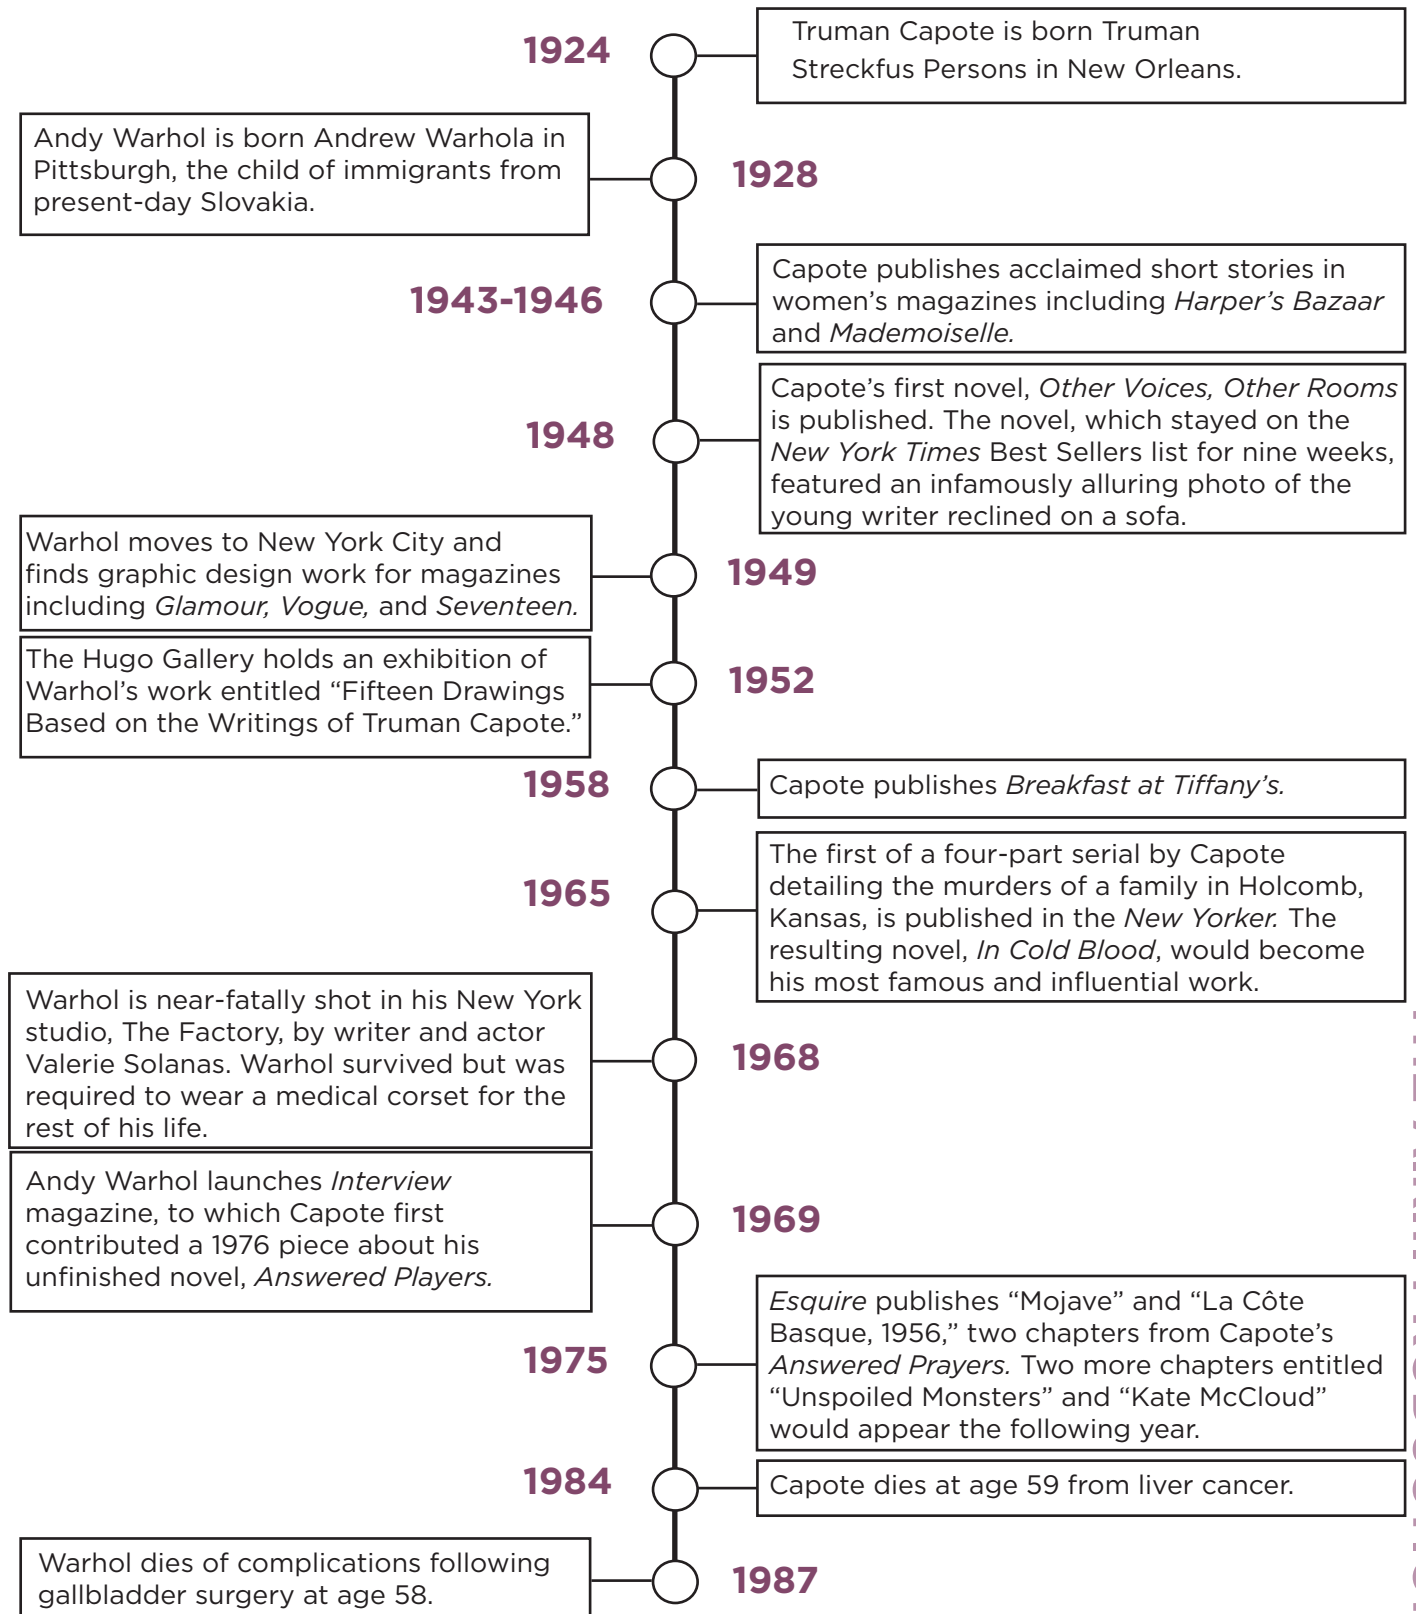 1924
Truman Capote is born Truman
Streckfus Persons in New Orleans.
Andy Warhol is born Andrew Warhola in
Pittsburgh, the child of immigrants from
present-day Slovakia.
1928
1943-1946
Capote publishes acclaimed short stories in
women’s magazines including Harper’s Bazaar
and Mademoiselle.
1948
Capote’s first novel, Other Voices, Other Rooms
is published. The novel, which stayed on the
New York Times Best Sellers list for nine weeks,
featured an infamously alluring photo of the
young writer reclined on a sofa.
Warhol moves to New York City and
finds graphic design work for magazines
including Glamour, Vogue, and Seventeen.
1949
The Hugo Gallery holds an exhibition of
Warhol’s work entitled “Fifteen Drawings
Based on the Writings of Truman Capote.”
1952
1958
Capote publishes Breakfast at Tiffany’s.
1965
The first of a four-part serial by Capote
detailing the murders of a family in Holcomb,
Kansas, is published in the New Yorker. The
resulting novel, In Cold Blood, would become
his most famous and influential work.
Warhol is near-fatally shot in his New York
studio, The Factory, by writer and actor
Valerie Solanas. Warhol survived but was
required to wear a medical corset for the
rest of his life.
1968
Andy Warhol launches Interview
magazine, to which Capote first
contributed a 1976 piece about his
unfinished novel, Answered Players.
1969
1975
Esquire publishes “Mojave” and “La Côte
Basque, 1956,” two chapters from Capote’s
Answered Prayers. Two more chapters entitled
“Unspoiled Monsters” and “Kate McCloud”
would appear the following year.
1984
Capote dies at age 59 from liver cancer.
Warhol dies of complications following
gallbladder surgery at age 58.
1987